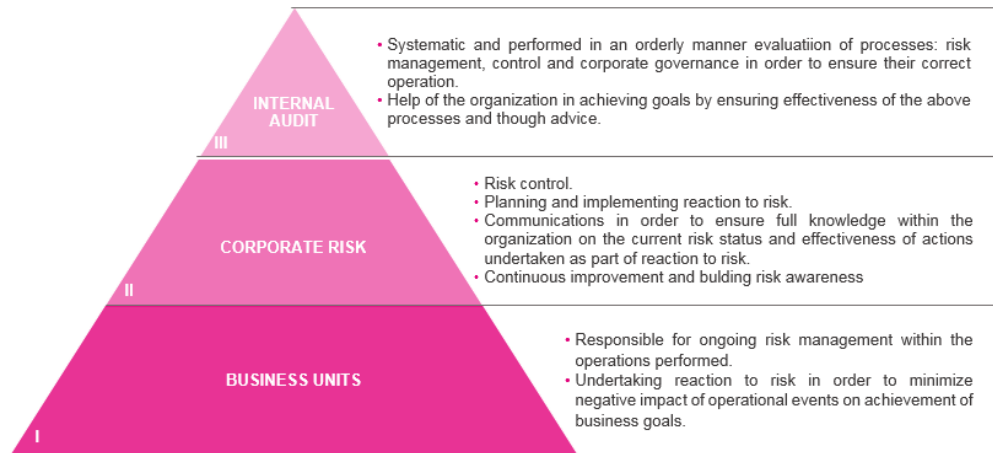 INTERNAL
AUDIT
III
• Systematic and performed in an orderly manner evaluatiion of processes: risk
management, control and corporate governance in order to ensure their correct
operation.
• Help of the organization in achieving goals by ensuring effectiveness of the above
processes and though advice.
CORPORATE RISK
II
• Risk control.
• Planning and implementing reaction to risk.
• Communications in order to ensure full knowledge within the
organization on the current risk status and effectiveness of actions
undertaken as part of reaction to risk.
• Continuous improvement and bulding risk awareness
BUSINESS UNITS
I
• Responsible for ongoing risk management within the
operations performed.
• Undertaking reaction to risk in order to minimize
negative impact of operational events on achievement of
business goals.